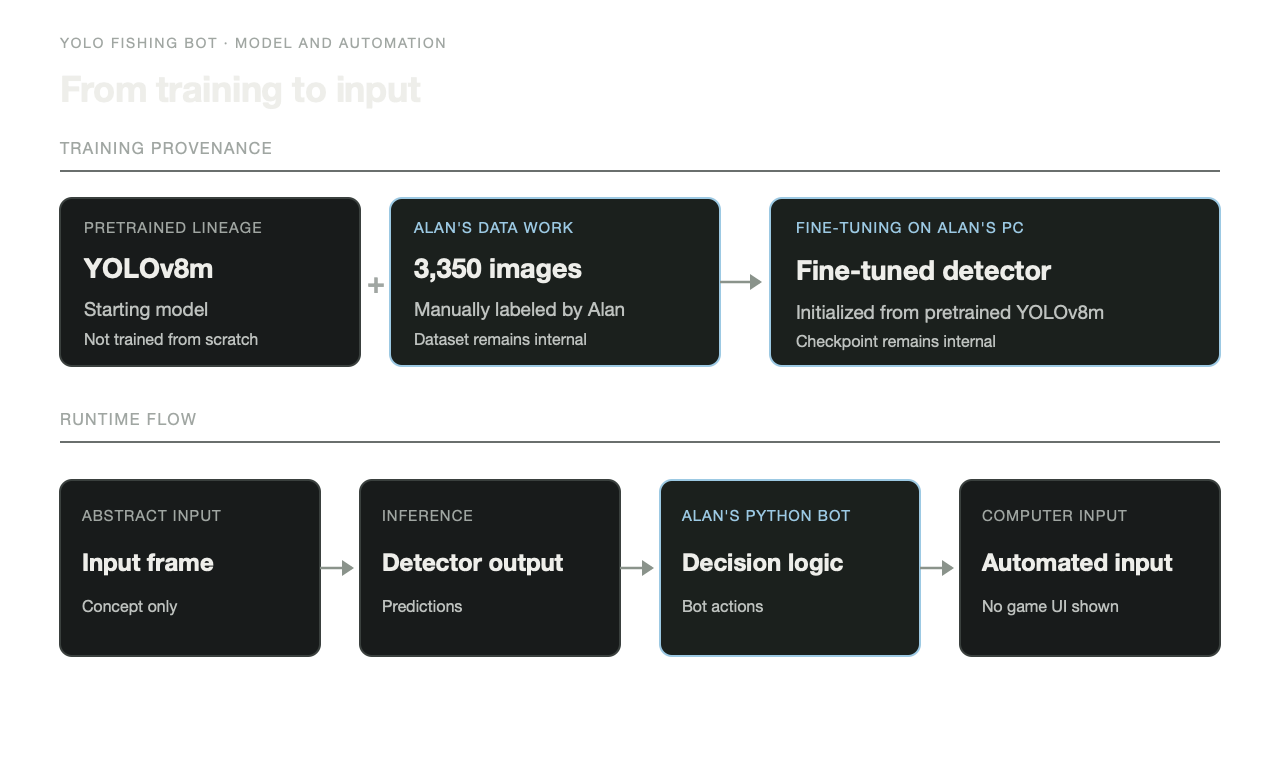 YOLO FISHING BOT · MODEL AND AUTOMATION
From training to input
TRAINING PROVENANCE
PRETRAINED LINEAGE
YOLOv8m
Starting model
Not trained from scratch
+
ALAN'S DATA WORK
3,350 images
Manually labeled by Alan
Dataset remains internal
FINE-TUNING ON ALAN'S PC
Fine-tuned detector
Initialized from pretrained YOLOv8m
Checkpoint remains internal
RUNTIME FLOW
ABSTRACT INPUT
Input frame
Concept only
INFERENCE
Detector output
Predictions
ALAN'S PYTHON BOT
Decision logic
Bot actions
COMPUTER INPUT
Automated input
No game UI shown